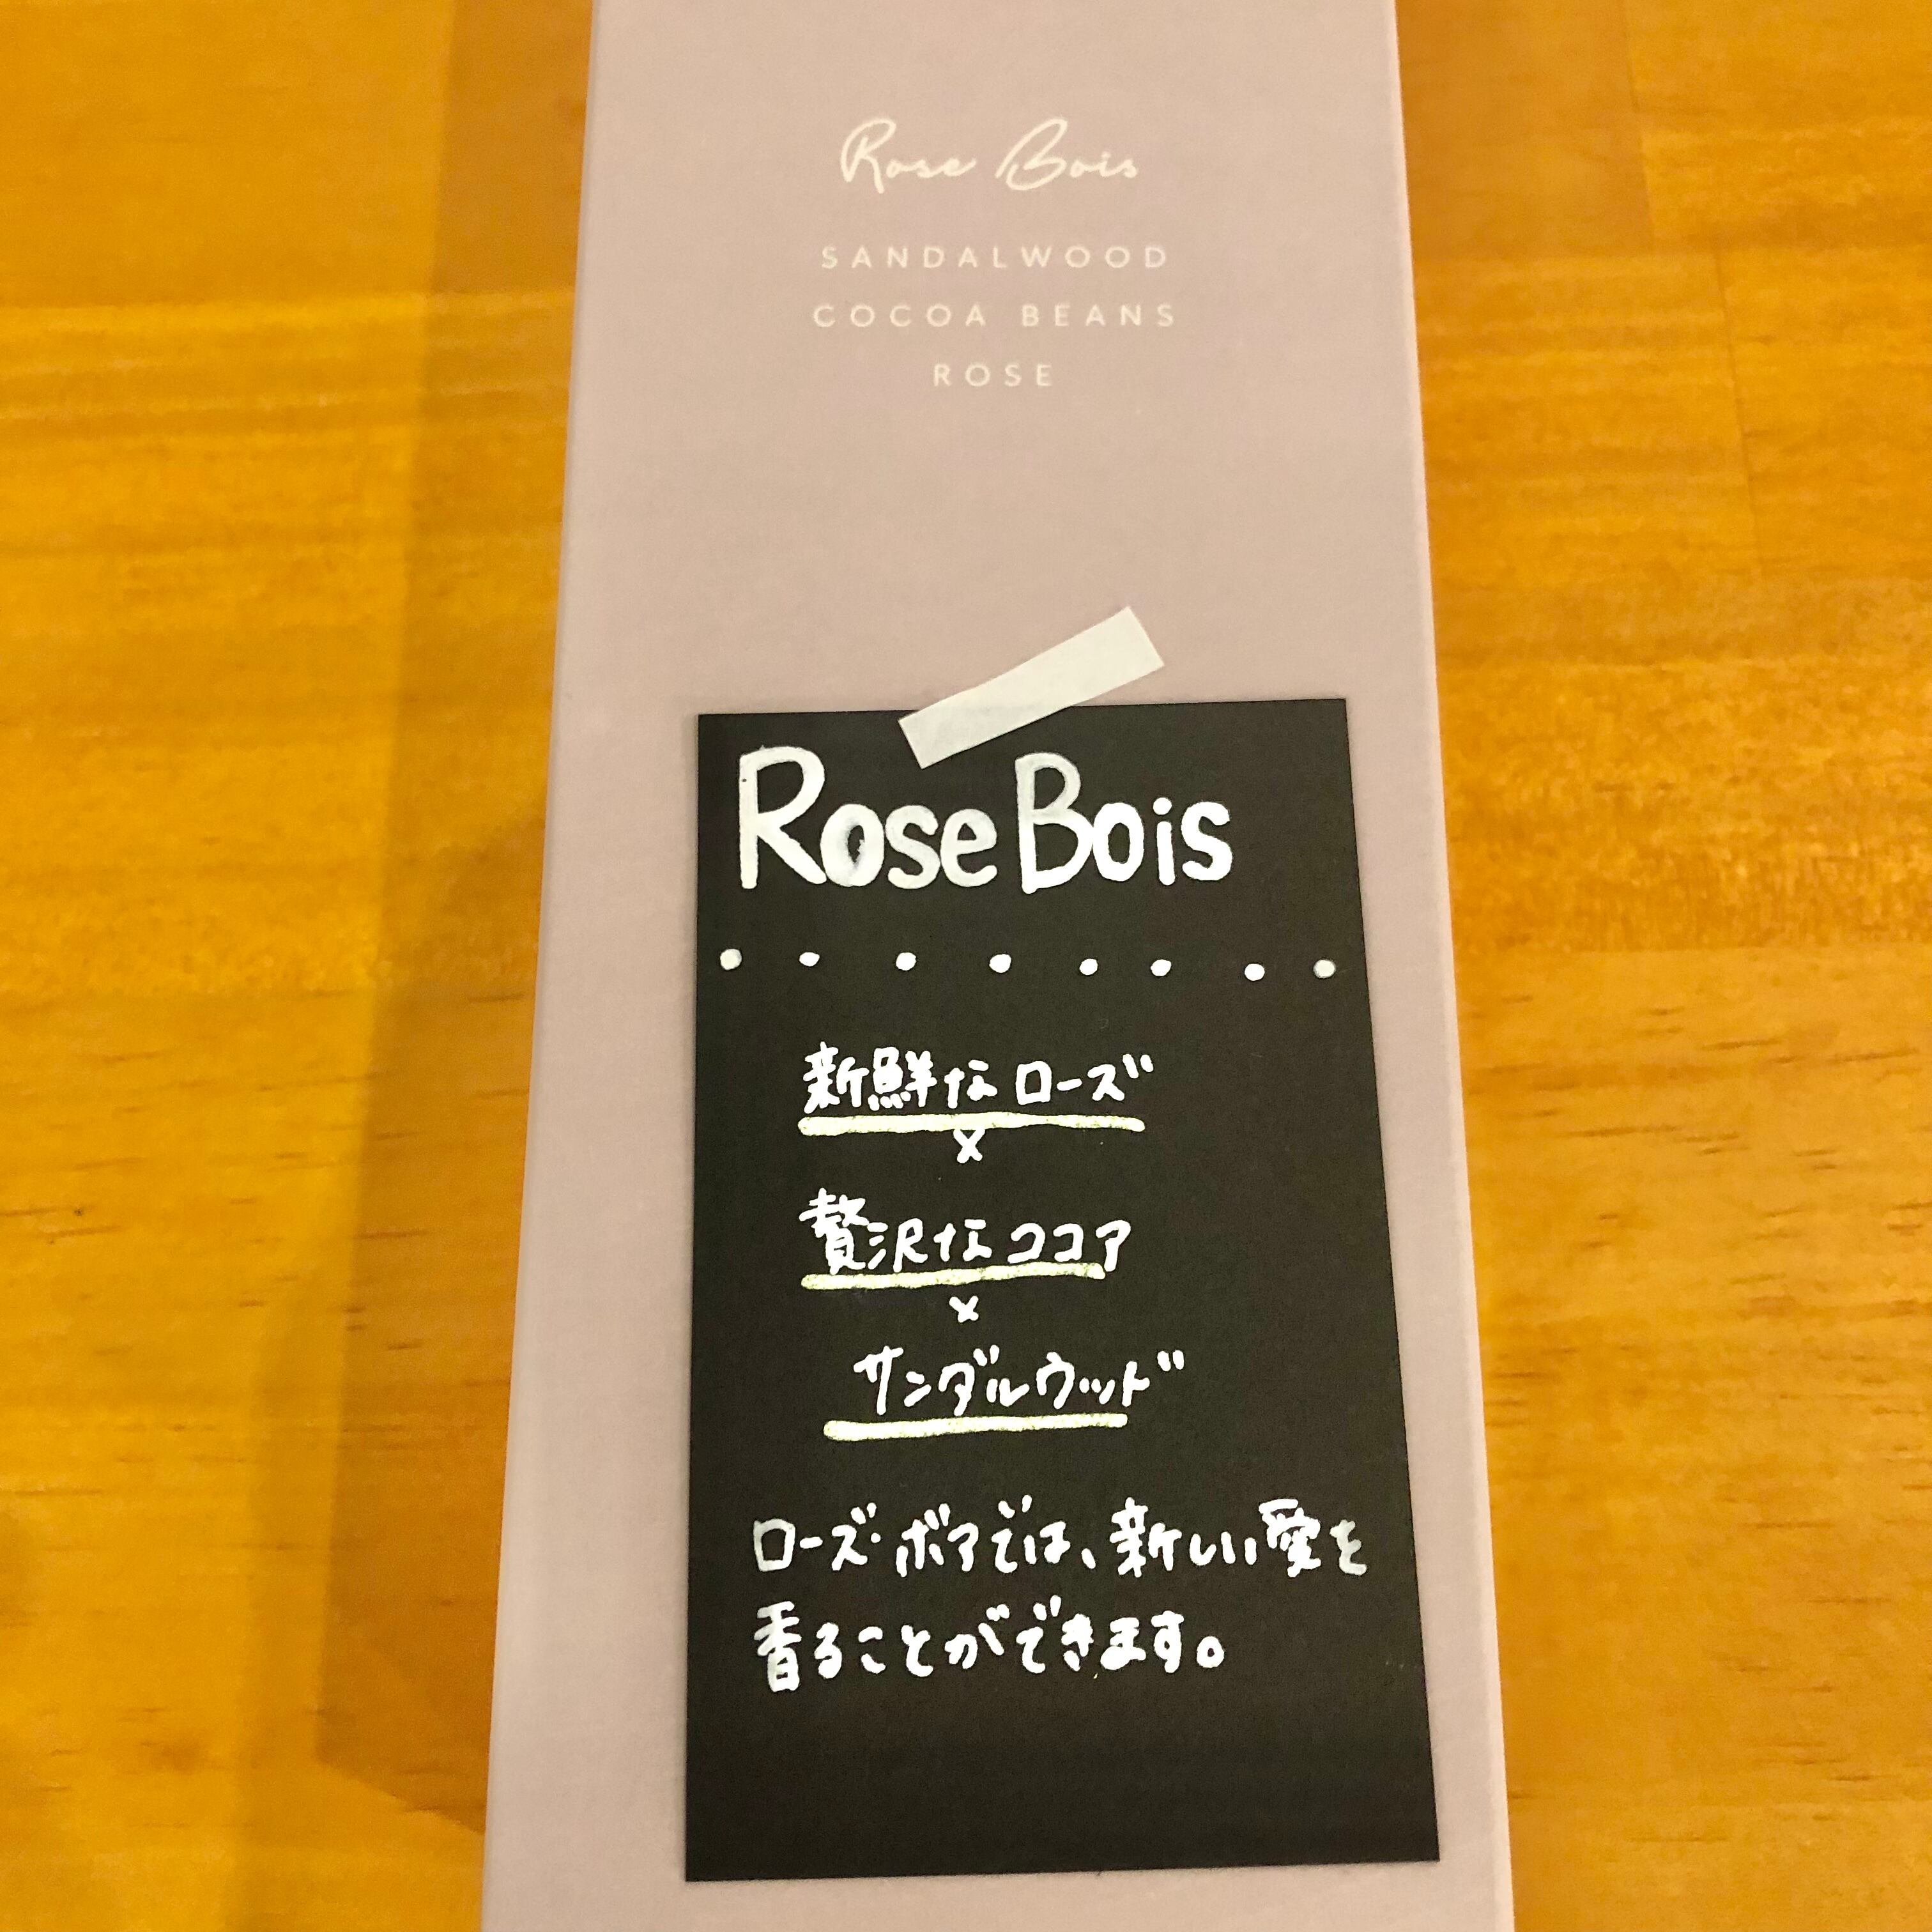 Rose Bois
SANDALWOOD
COCOA BEANS
ROSE
Rose Bois
新鮮なローズ
×
贅沢なココア
×
サンダルウッド
ローズ・ボアでは、新しい愛を
香ることができます。